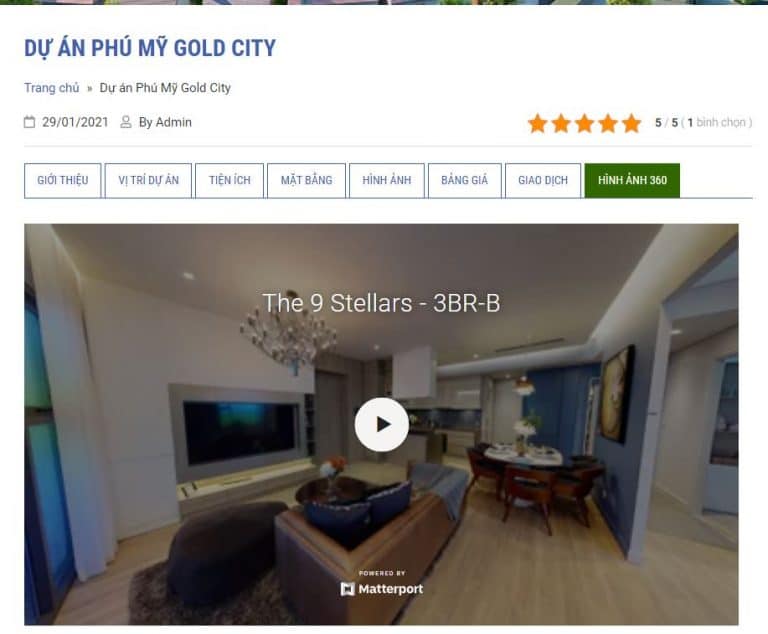 DỰ ÁN PHÚ MỸ GOLD CITY
Trang chủ » Dự án Phú Mỹ Gold City
29/01/2021 By Admin 5 / 5 ( 1 bình chọn )
GIỚI THIỆU VỊ TRÍ DỰ ÁN TIỆN ÍCH MẶT BẰNG HÌNH ẢNH BẢNG GIÁ GIAO DỊCH HÌNH ẢNH 360
The 9 Stellars - 3BR-B
POWERED BY
Matterport